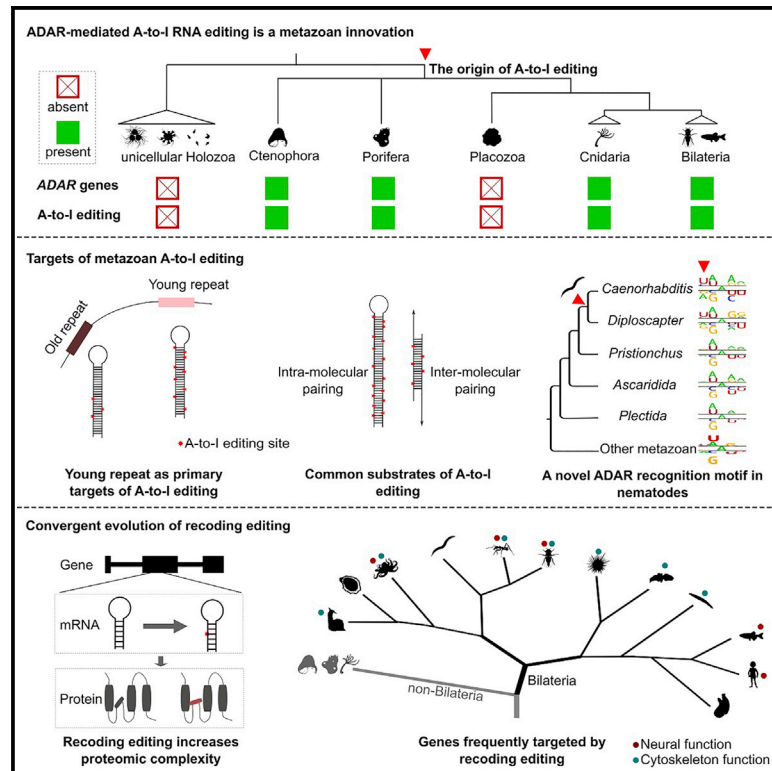 ADAR-mediated A-to-I RNA editing is a metazoan innovation
The origin of A-to-I editing
absent
present
unicellular Holozoa
Ctenophora
Porifera
Placozoa
Cnidaria
Bilateria
ADAR genes
A-to-I editing
Targets of metazoan A-to-I editing
Old repeat
Young repeat
A-to-I editing site
Young repeat as primary
targets of A-to-I editing
Intra-molecular
pairing
Inter-molecular
pairing
Common substrates of A-to-I
editing
Caenorhabditis
Diploscapter
Pristionchus
Ascaridida
Plectida
Other metazoan
A novel ADAR recognition motif in
nematodes
Convergent evolution of recoding editing
Gene
mRNA
Protein
Recoding editing increases
proteomic complexity
non-Bilateria
Bilateria
Genes frequently targeted by
recoding editing
Neural function
Cytoskeleton function